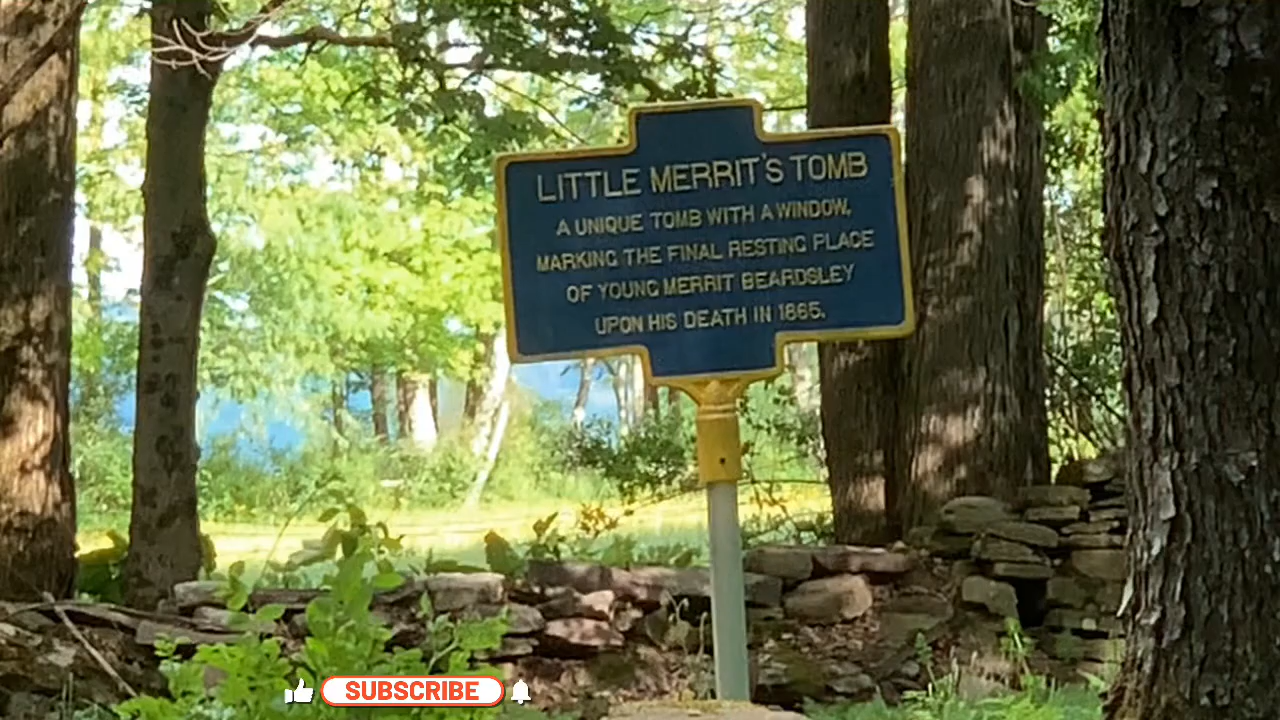 LITTLE MERRIT'S TOMB
A UNIQUE TOMB WITH A WINDOW,
MARKING THE FINAL RESTING PLACE
OF YOUNG MERRIT BEARDSLEY
UPON HIS DEATH IN 1865.
SUBSCRIBE